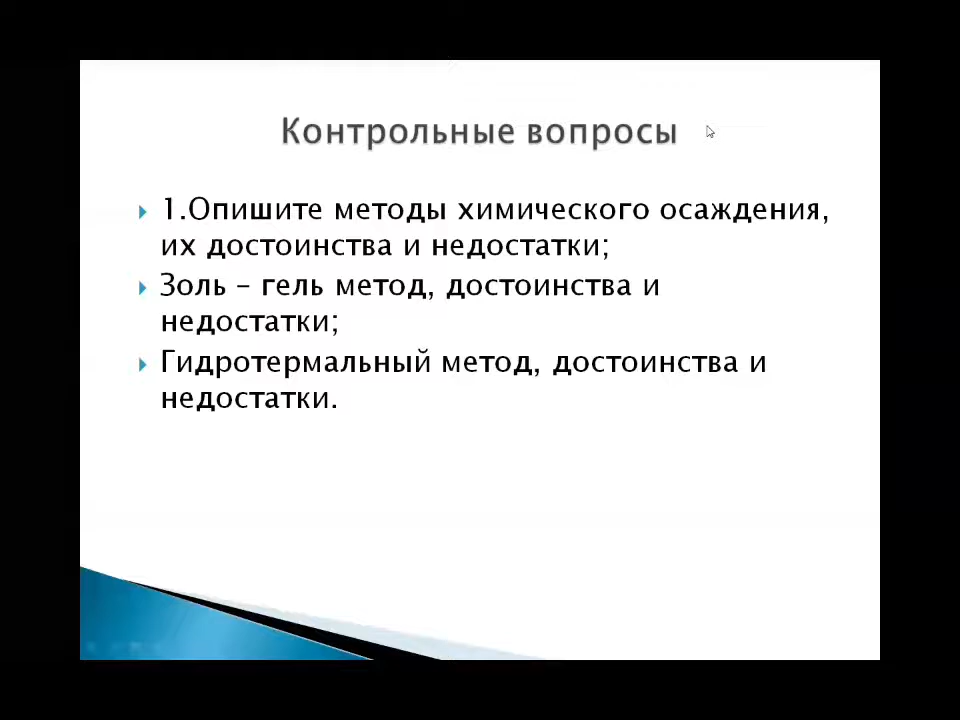 Контрольные вопросы
1.Опишите методы химического осаждения,
их достоинства и недостатки;
Золь – гель метод, достоинства и
недостатки;
Гидротермальный метод, достоинства и
недостатки.